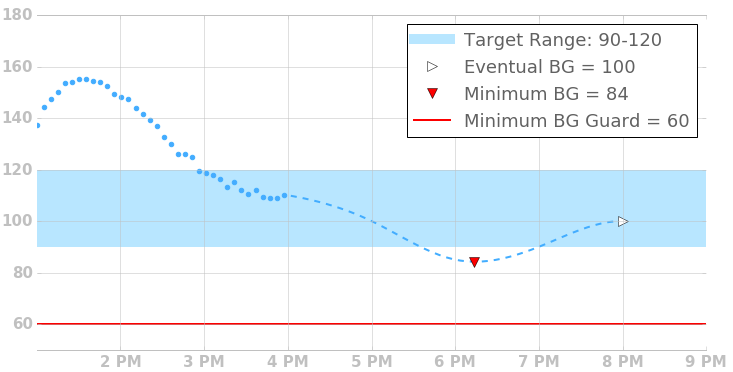 180
Target Range: 90-120
160
Eventual BG = 100
Minimum BG = 84
140
Minimum BG Guard = 60
120
100
80
60
2 PM 3 PM 4 PM 5 PM 6 PM 7 PM 8 PM 9 PM